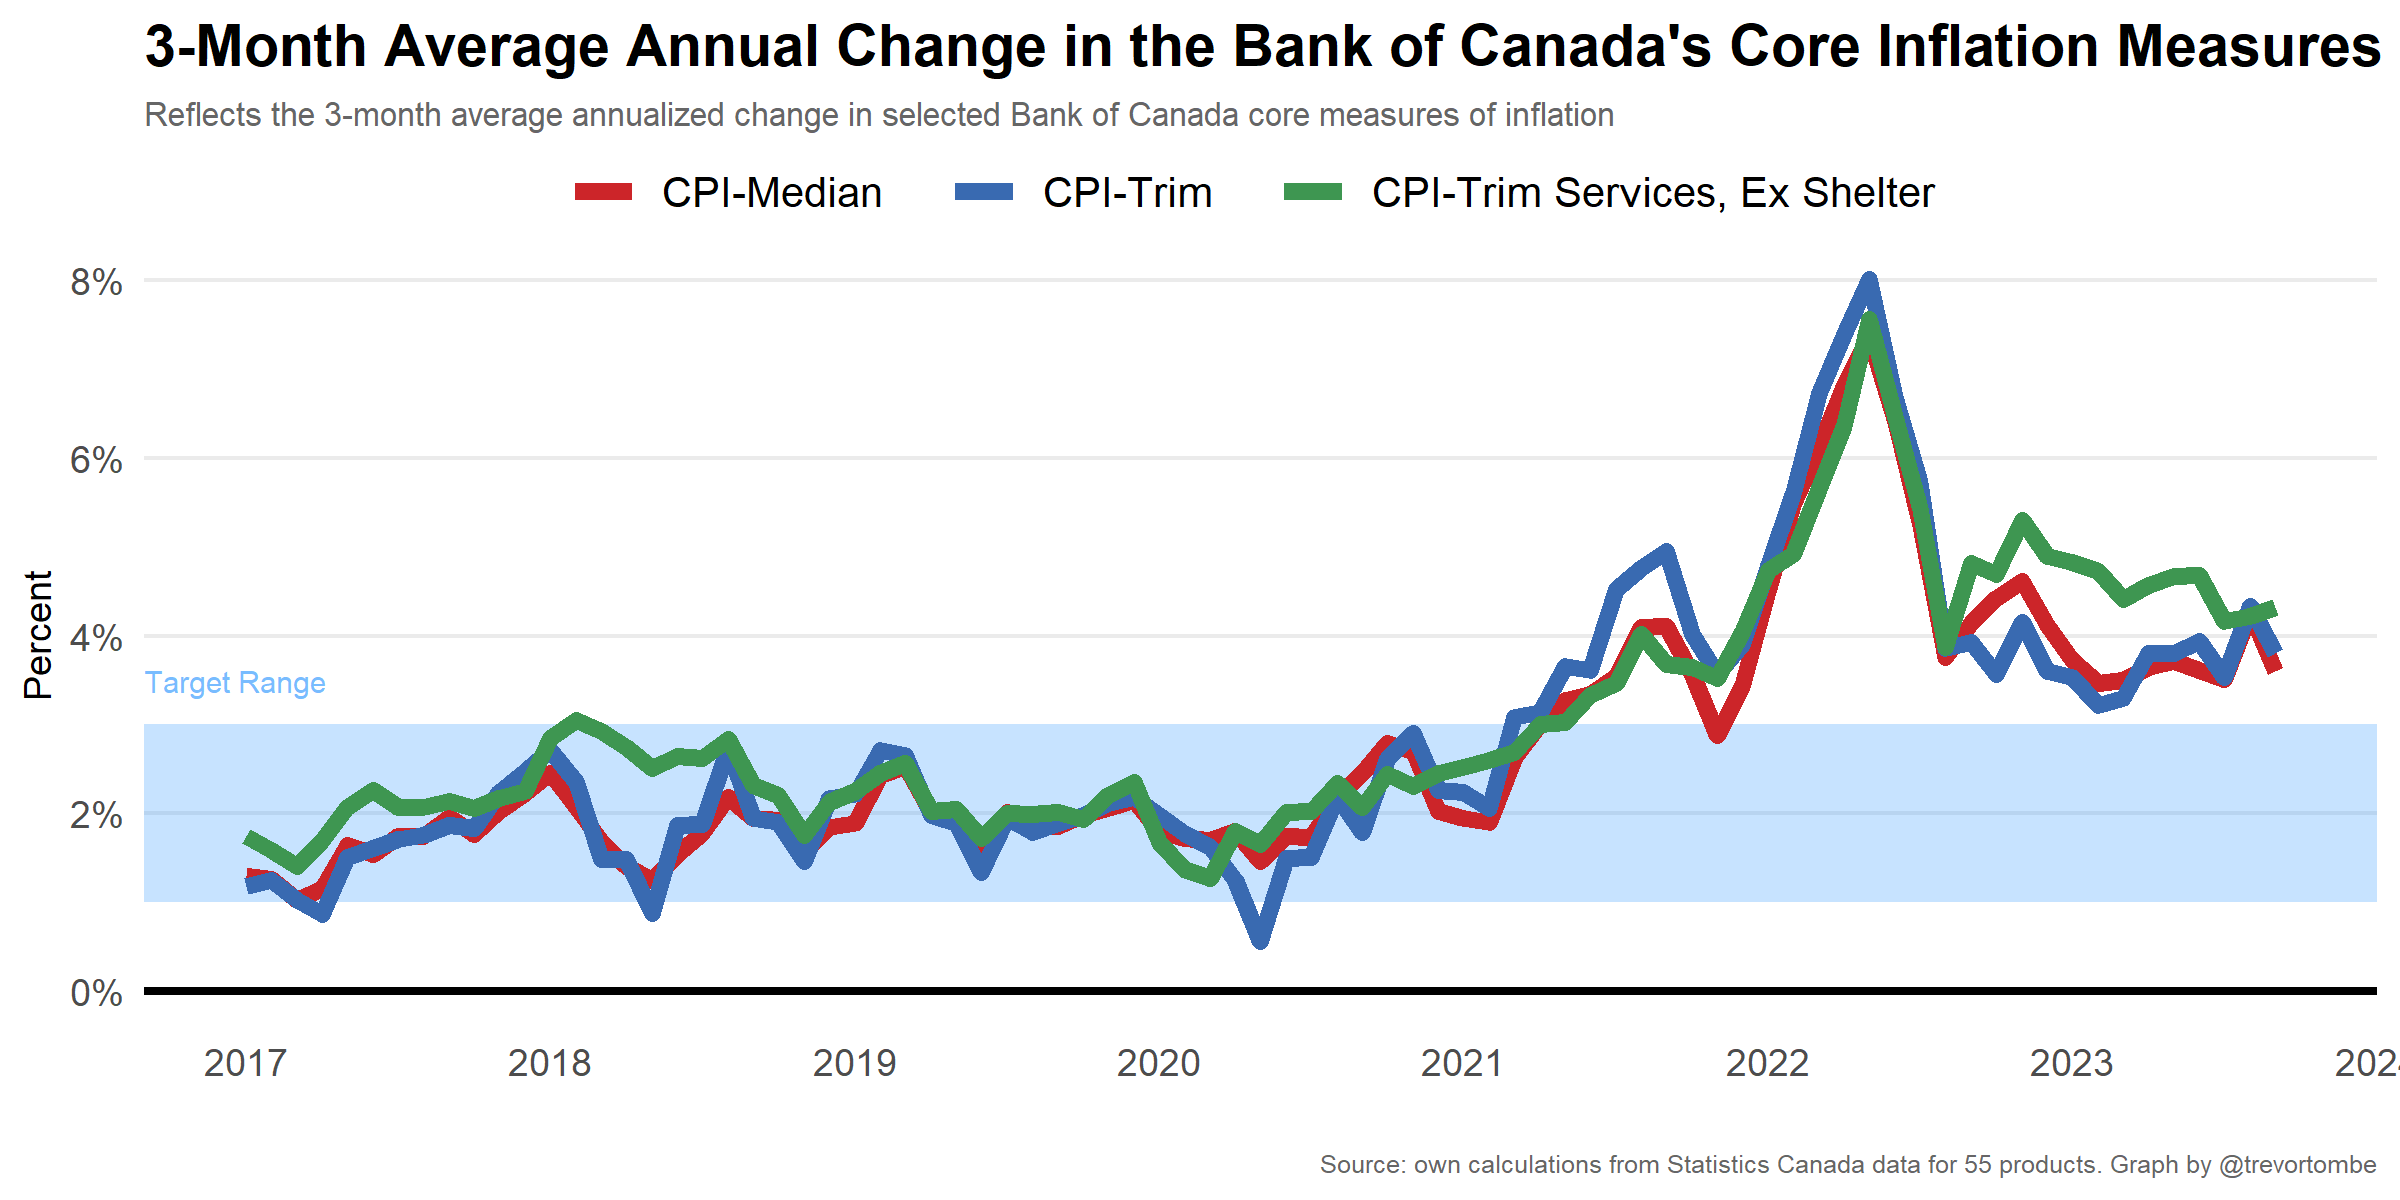 3-Month Average Annual Change in the Bank of Canada's Core Inflation Measures
Reflects the 3-month average annualized change in selected Bank of Canada core measures of inflation
CPI-Median CPI-Trim CPI-Trim Services, Ex Shelter
8%
6%
4%
Target Range
2%
0%
Percent
2017 2018 2019 2020 2021 2022 2023 2024
Source: own calculations from Statistics Canada data for 55 products. Graph by @trevortombe